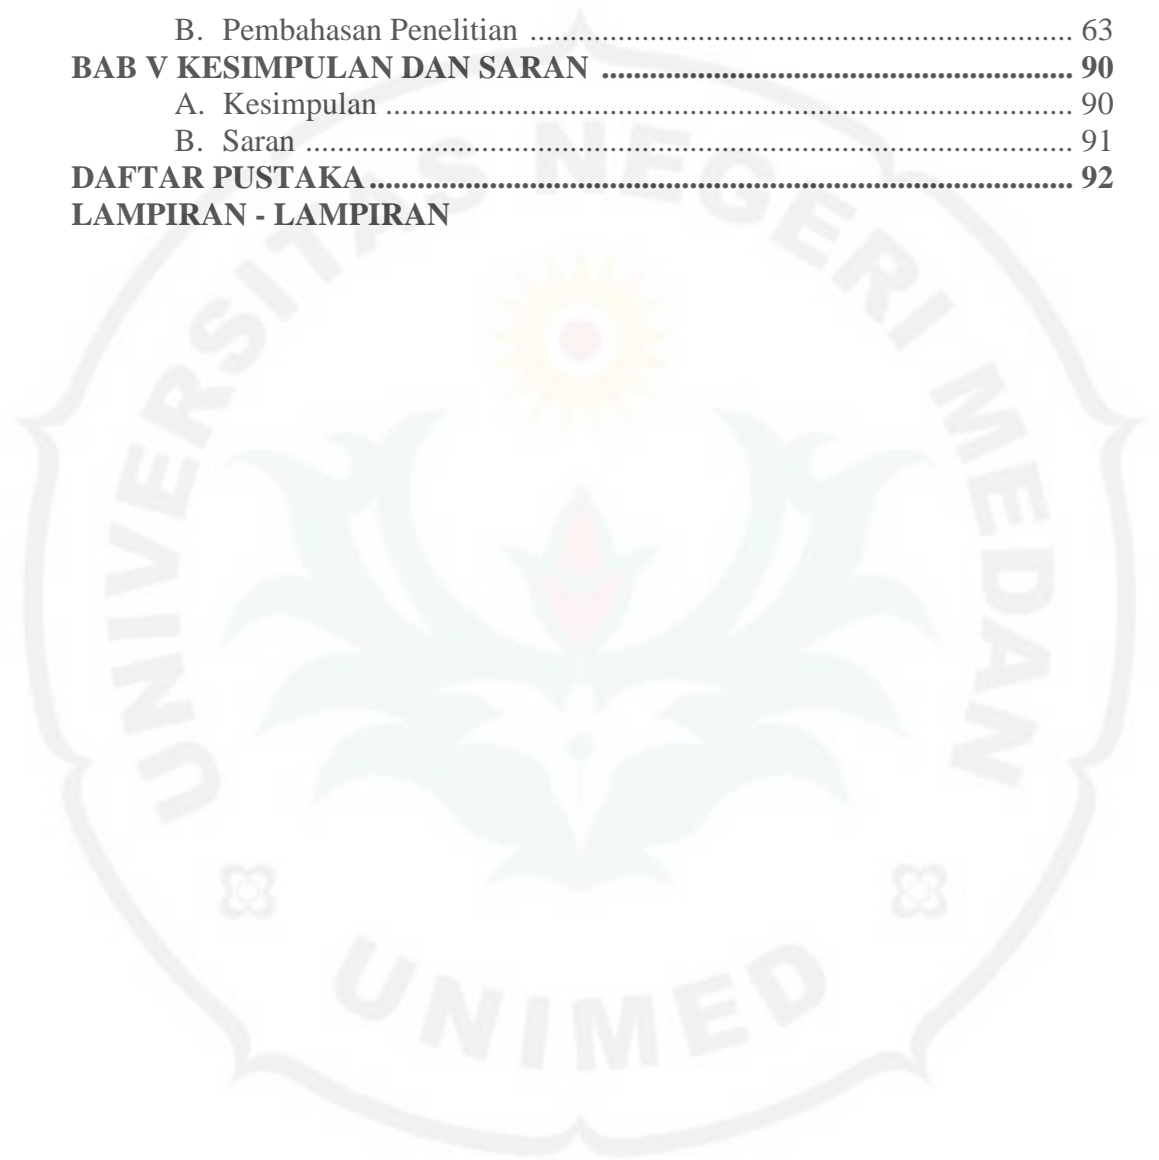 B. Pembahasan Penelitian ..................................................................... 63
BAB V KESIMPULAN DAN SARAN ............................................................ 90
A. Kesimpulan ....................................................................................... 90
B. Saran ................................................................................................. 91
DAFTAR PUSTAKA......................................................................................... 92
LAMPIRAN - LAMPIRAN
UNIVERSITAS NEGERI MEDAN
UNIMED